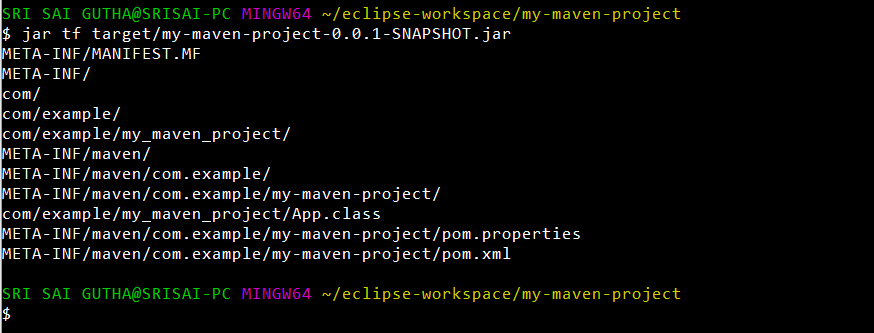 SRI SAI GUTHA@SRISAI-PC MINGW64 ~/eclipse-workspace/my-maven-project
$ jar tf target/my-maven-project-0.0.1-SNAPSHOT.jar
META-INF/MANIFEST.MF
META-INF/
com/
com/example/
com/example/my_maven_project/
META-INF/maven/
META-INF/maven/com.example/
META-INF/maven/com.example/my-maven-project/
com/example/my_maven_project/App.class
META-INF/maven/com.example/my-maven-project/pom.properties
META-INF/maven/com.example/my-maven-project/pom.xml
SRI SAI GUTHA@SRISAI-PC MINGW64 ~/eclipse-workspace/my-maven-project
$